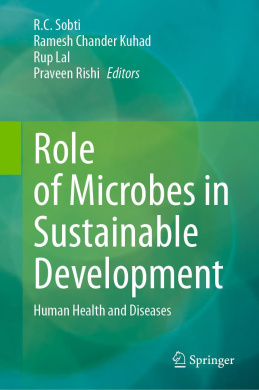 R.C. Sobti
Ramesh Chander Kuhad
Rup Lal
Praveen Rishi Editors
Role
of Microbes in
Sustainable
Development
Human Health and Diseases
Springer